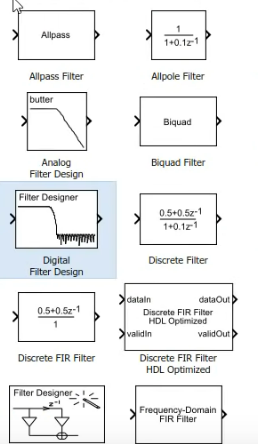 Allpass
Allpass Filter
1
1+0.1z-1
Allpole Filter
butter
Analog
Filter Design
Biquad
Biquad Filter
Filter Designer
Digital
Filter Design
0.5+0.5z-1
1+0.1z-1
Discrete Filter
0.5+0.5z-1
1
Discrete FIR Filter
dataIn
dataOut
Discrete FIR Filter
HDL Optimized
validIn
validOut
Discrete FIR Filter
HDL Optimized
Filter Designer
z-1
Frequency-Domain
FIR Filter